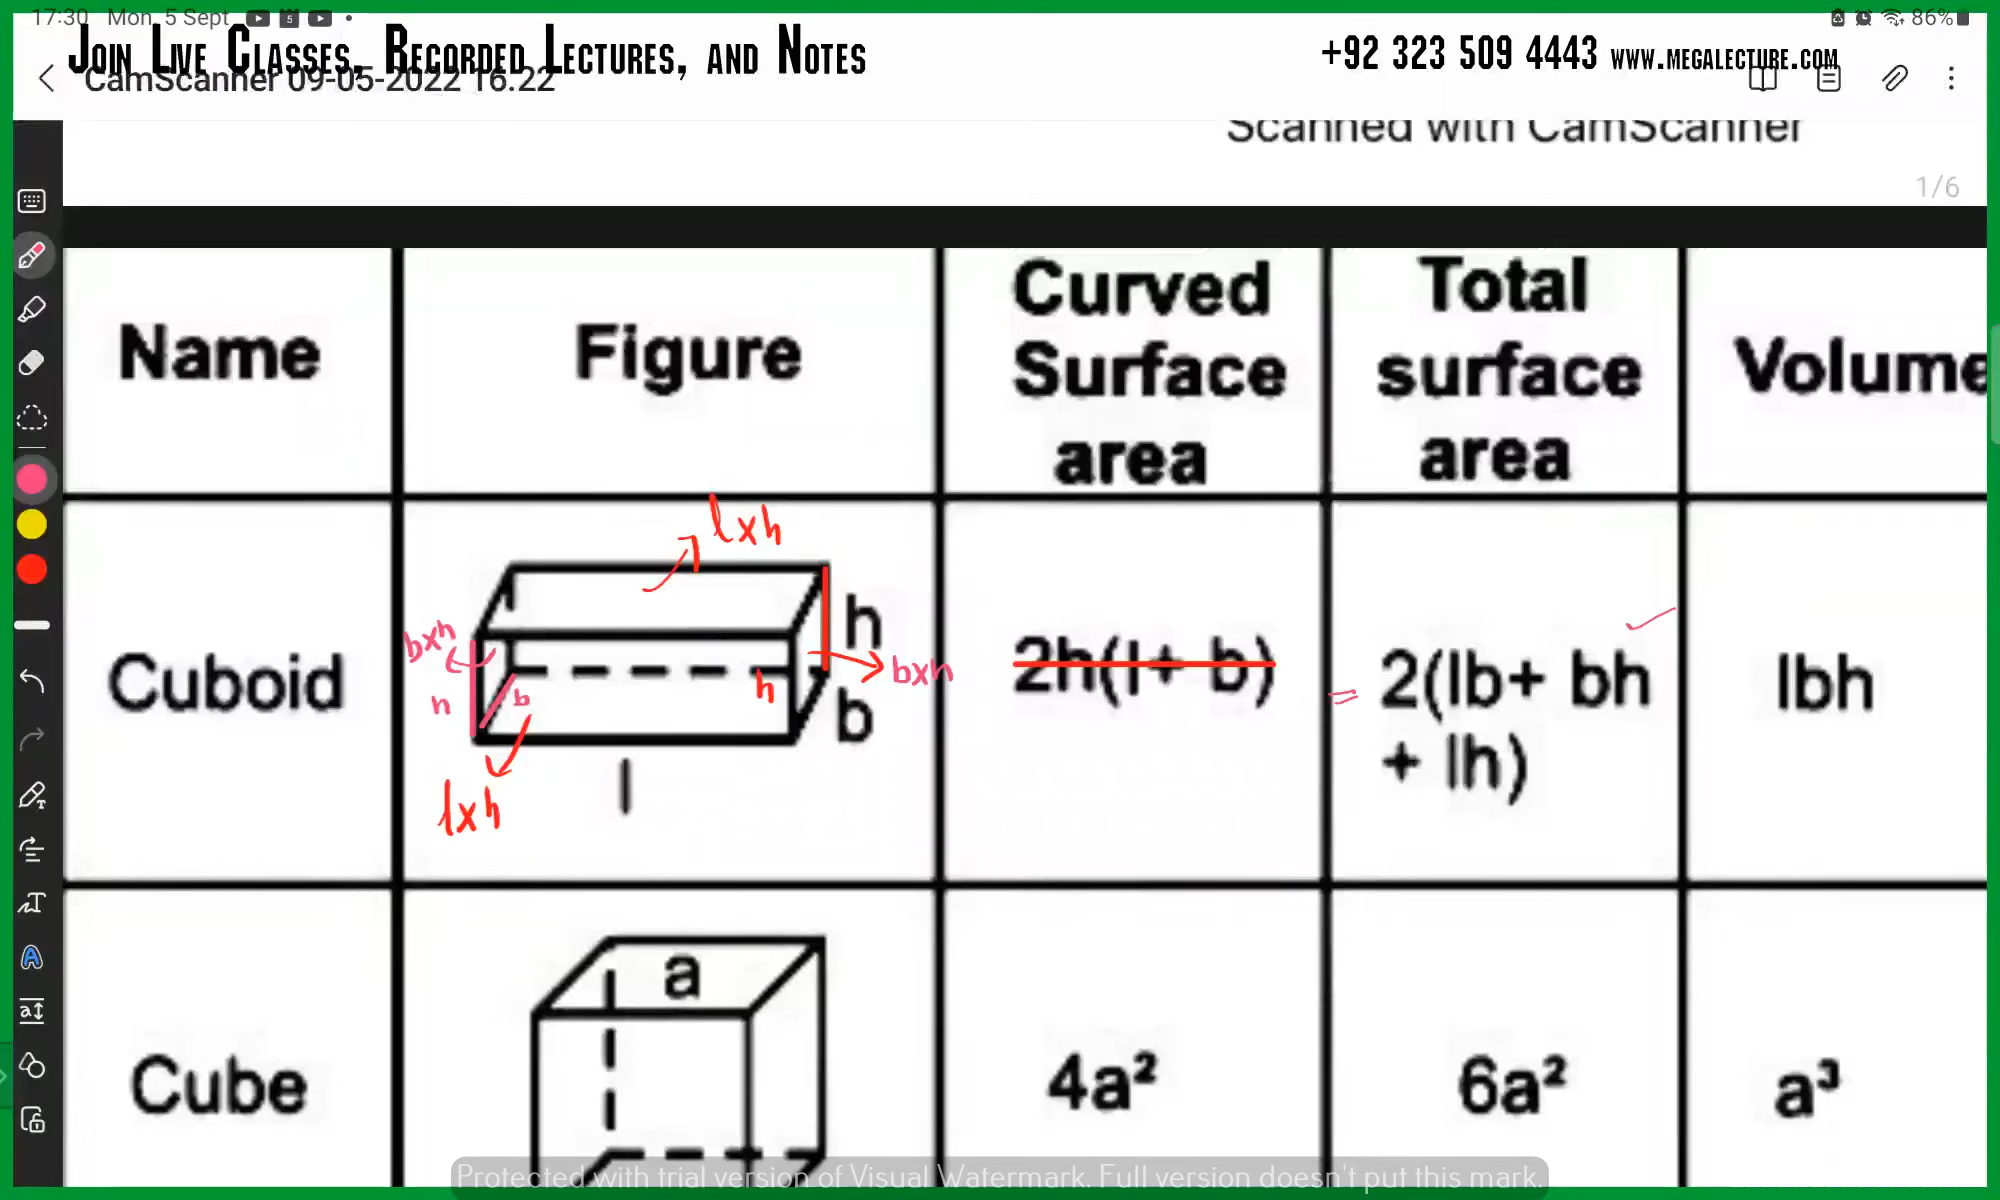 17:30 Mon, 5 Sept
86%
Join Live Classes, Recorded Lectures, and Notes
+92 323 509 4443 www.megalecture.com
CamScanner 09-05-2022 16.22
Scanned with CamScanner
1/6
Name
Figure
Curved
Surface
area
Total
surface
area
Volume
Cuboid
l×h
b×h
h
b
h
b
h
b×h
l×h
l
2h(l+ b)
= 2(lb+ bh
+ lh)
lbh
Cube
a
4a²
6a²
a³
Protected with trial version of Visual Watermark. Full version doesn't put this mark.